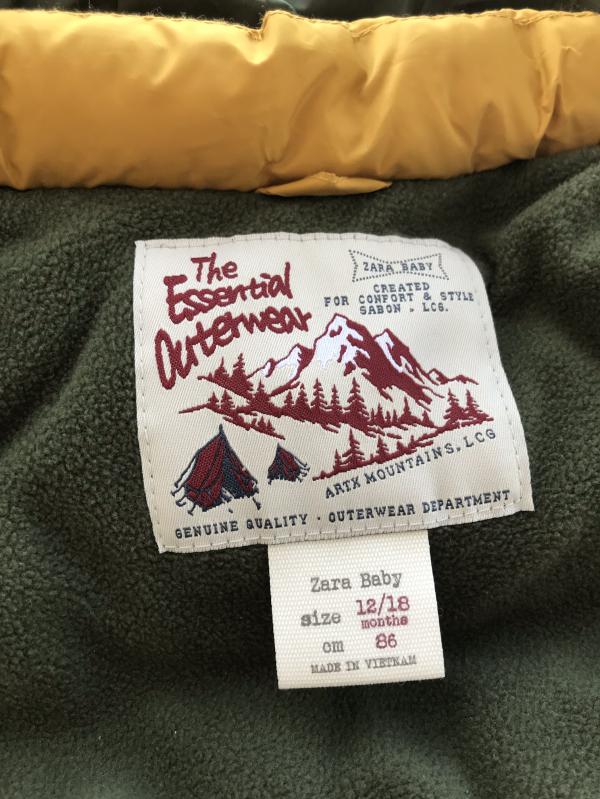 The
Essential
Outerwear
ZARA BABY
CREATED
FOR CONFORT & STYLE
SABON . LCG.
ARTX MOUNTAINS, LCG
GENUINE QUALITY · OUTERWEAR DEPARTMENT
Zara Baby
size 12/18
months
cm 86
MADE IN VIETNAM